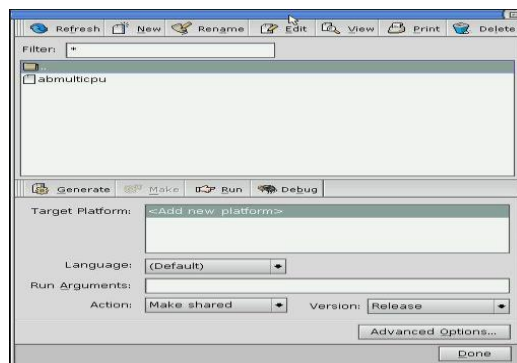 Refresh New Rename Edit View Print Delete
Filter: *
..
abmulticpu
Generate Make Run Debug
Target Platform: <Add new platform>
Language: (Default)
Run Arguments:
Action: Make shared Version: Release
Advanced Options...
Done